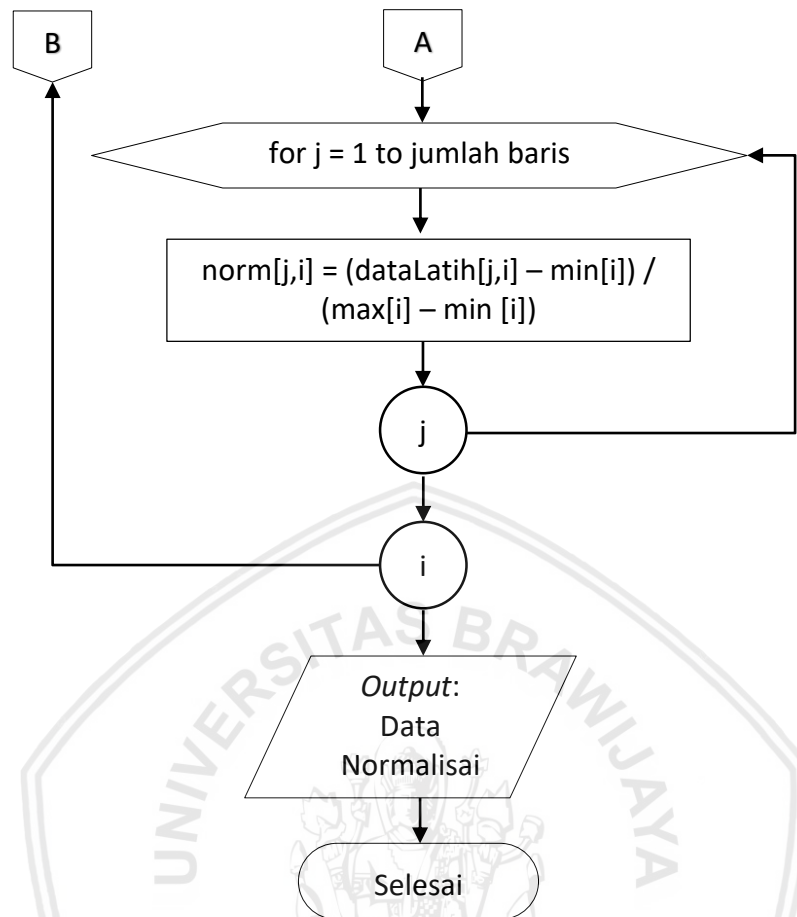 B
A
for j = 1 to jumlah baris
norm[j,i] = (dataLatih[j,i] – min[i]) /
(max[i] – min [i])
j
i
Output:
Data
Normalisai
Selesai
UNIVERSITAS BRAWIJAYA